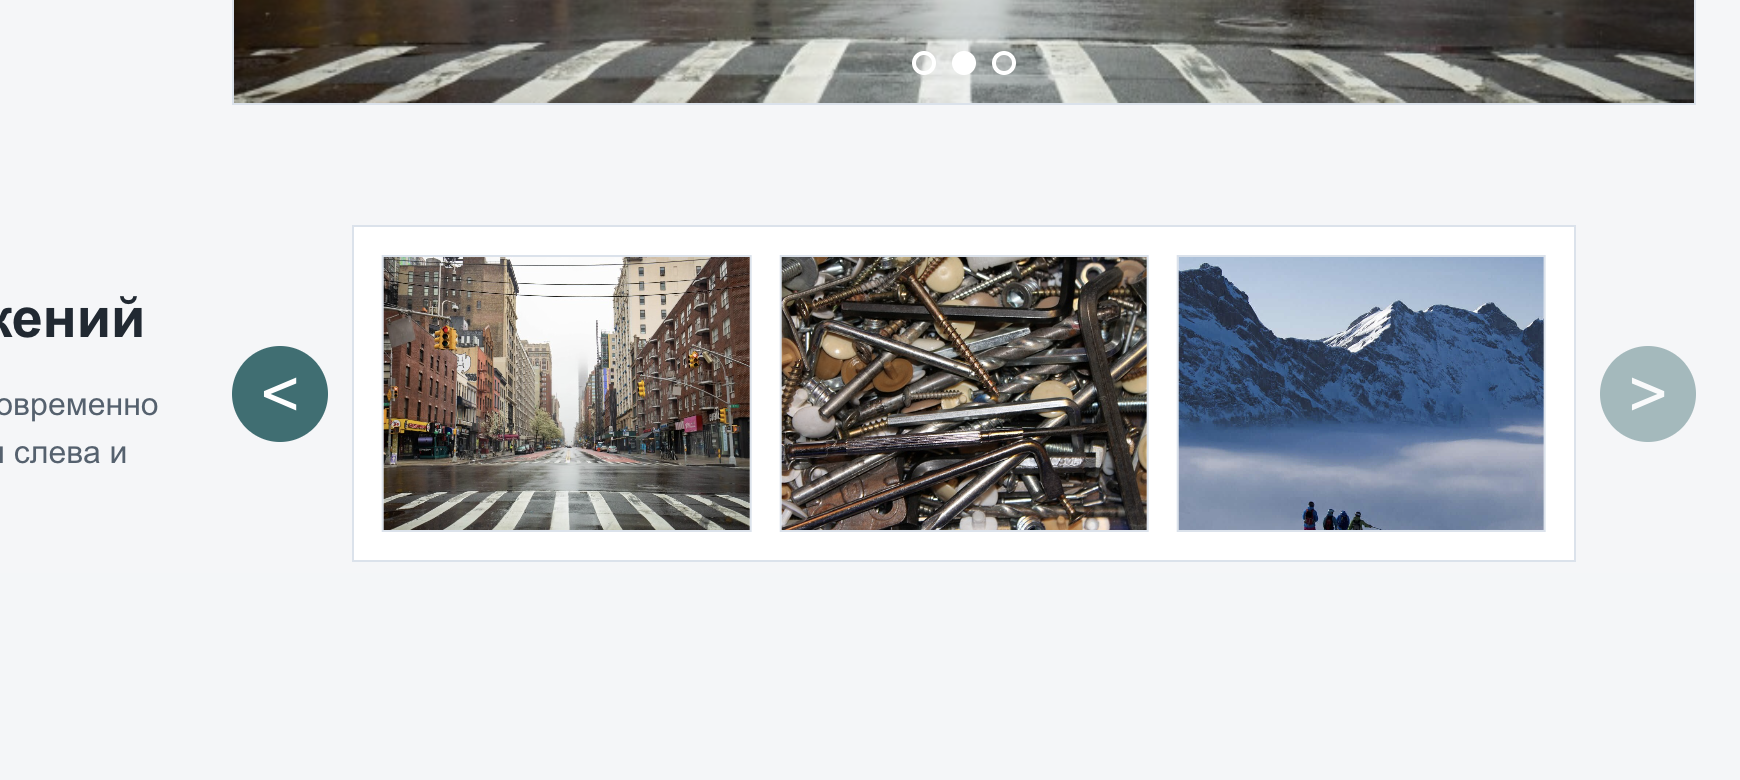 жений
овременно
и слева и
<
>